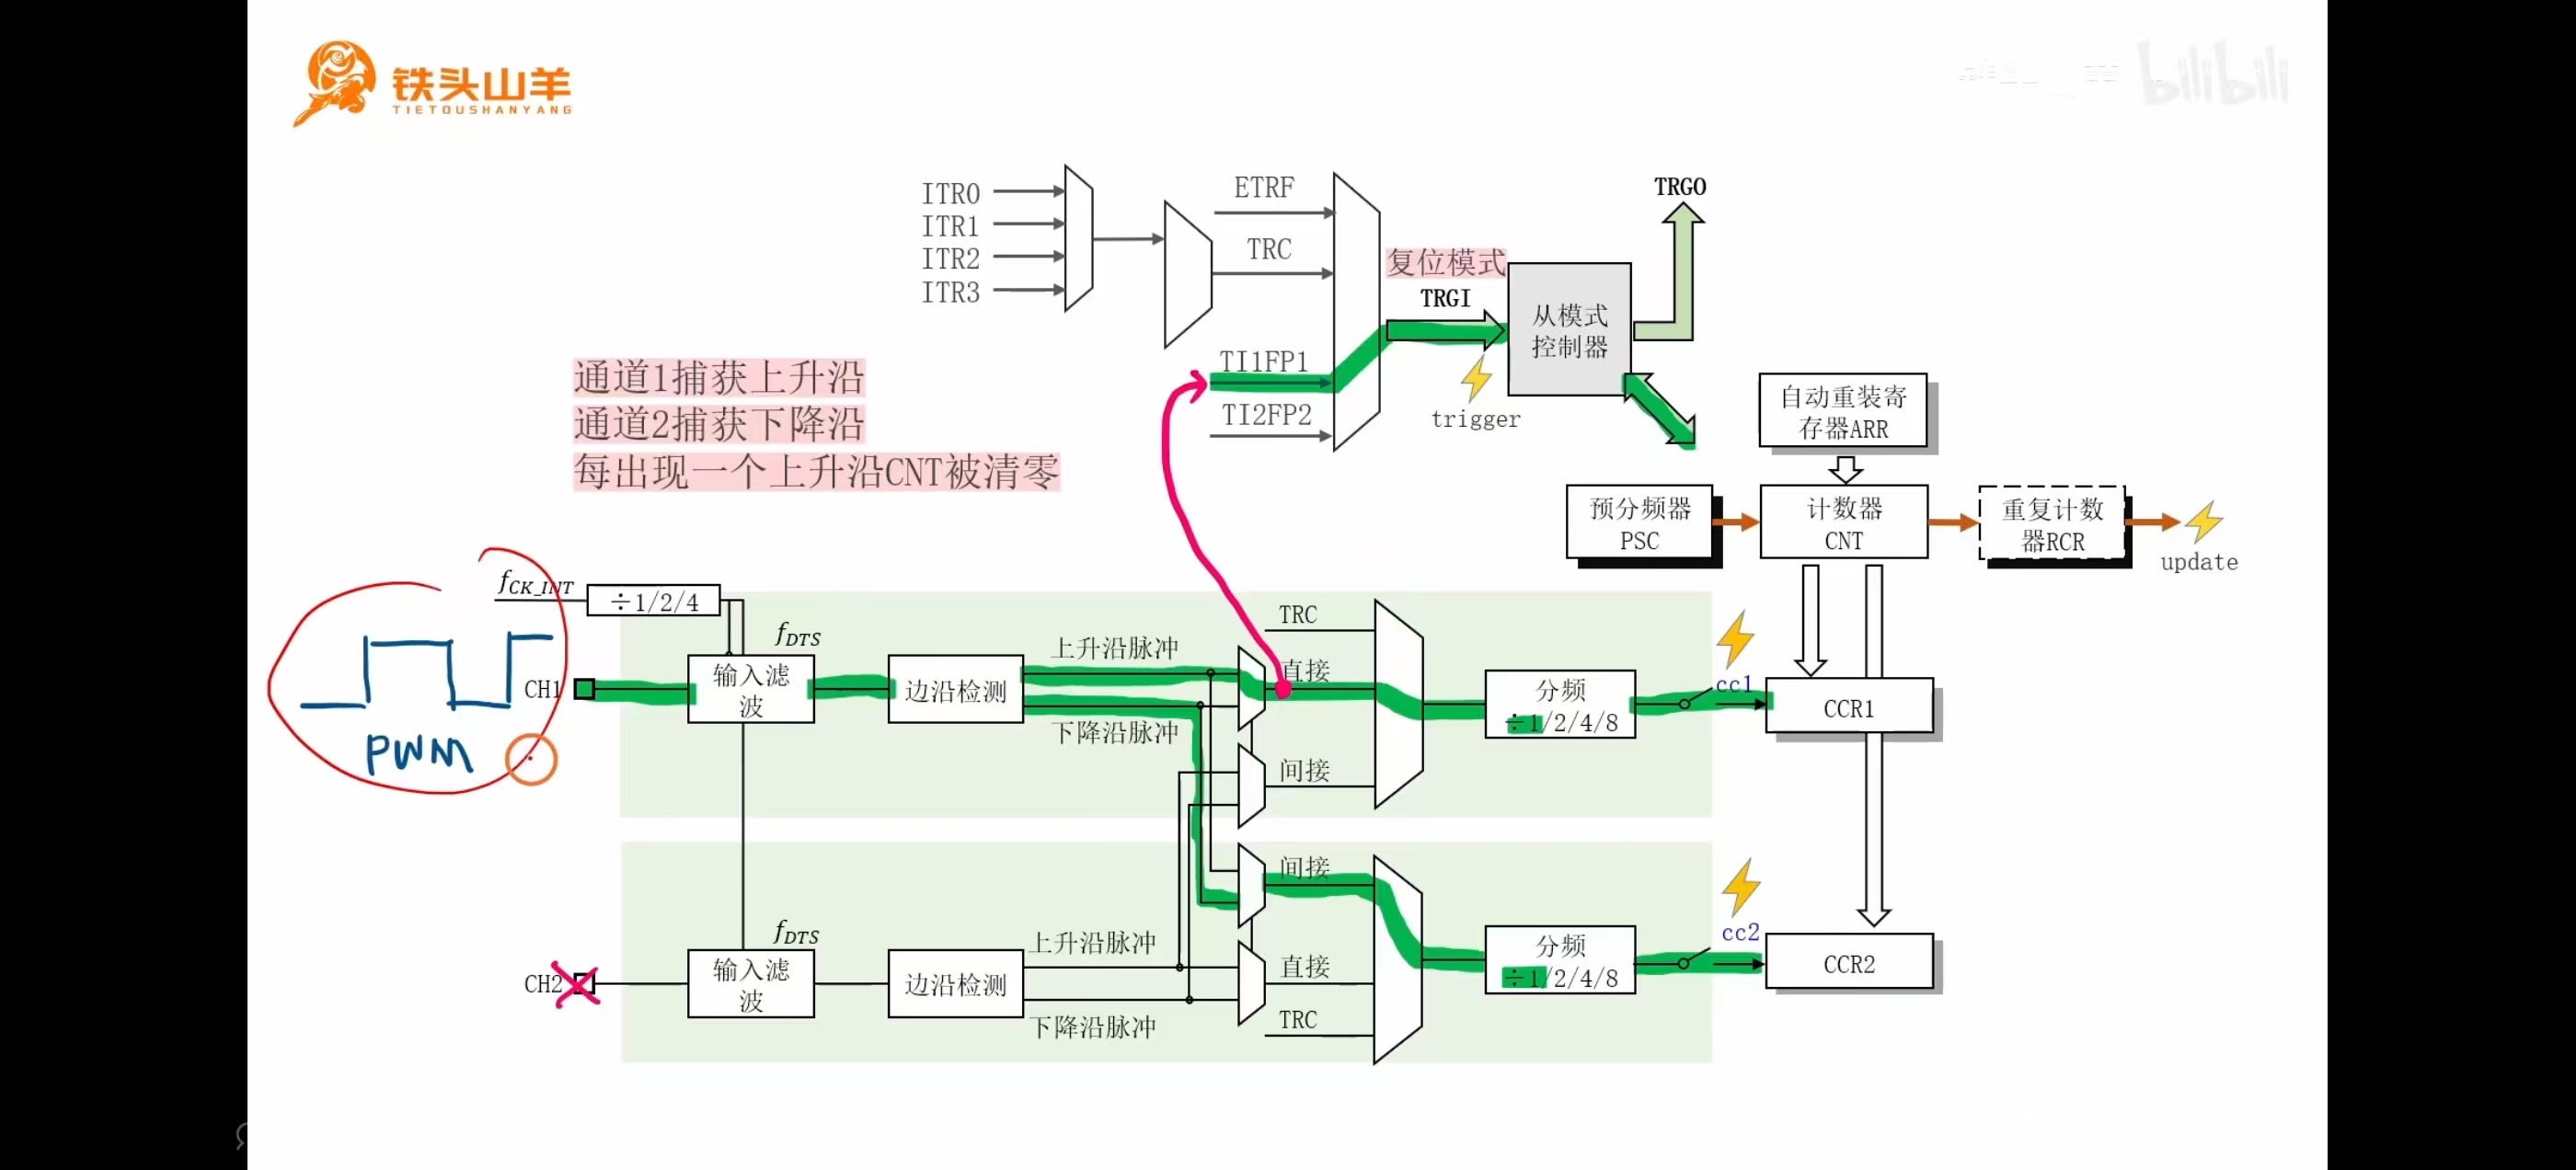 铁头山羊
TIETOUSHANYANG
bilibili
ITR0
ITR1
ITR2
ITR3
ETRF
TRC
TI1FP1
TI2FP2
复位模式
TRGI
trigger
从模式
控制器
TRGO
通道1捕获上升沿
通道2捕获下降沿
每出现一个上升沿CNT被清零
自动重装寄
存器ARR
预分频器
PSC
计数器
CNT
重复计数
器RCR
update
fCK_INT
÷1/2/4
PWM
CH1
fDTS
输入滤
波
边沿检测
上升沿脉冲
下降沿脉冲
TRC
直接
间接
分频
÷1/2/4/8
cc1
CCR1
CH2
fDTS
输入滤
波
边沿检测
上升沿脉冲
下降沿脉冲
间接
直接
TRC
分频
÷1/2/4/8
cc2
CCR2